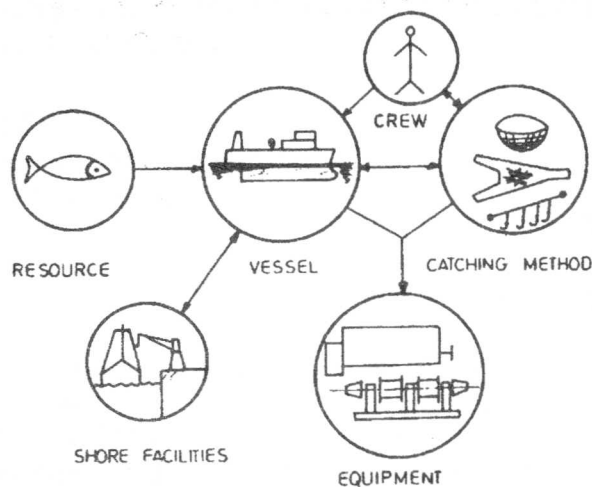 CREW
RESOURCE
VESSEL
CATCHING METHOD
SHORE FACILITIES
EQUIPMENT